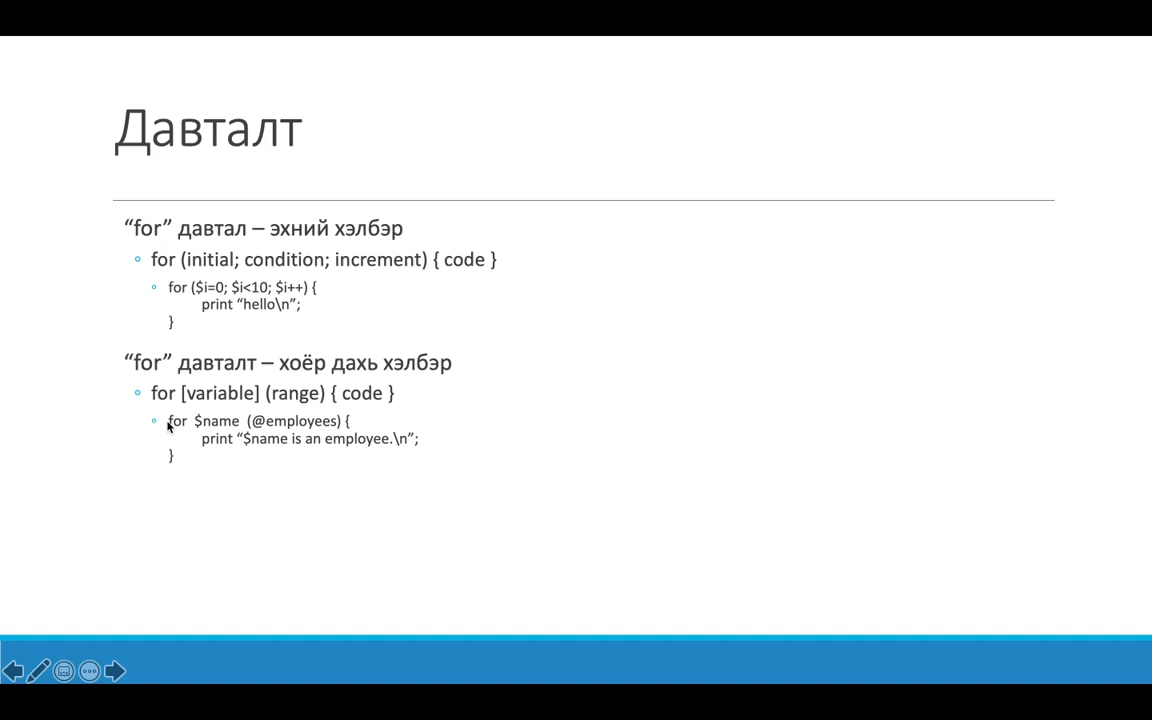 Давталт
“for” давтал – эхний хэлбэр
for (initial; condition; increment) { code }
for ($i=0; $i<10; $i++) {
print “hello\n”;
}
“for” давталт – хоёр дахь хэлбэр
for [variable] (range) { code }
for $name (@employees) {
print “$name is an employee.\n”;
}